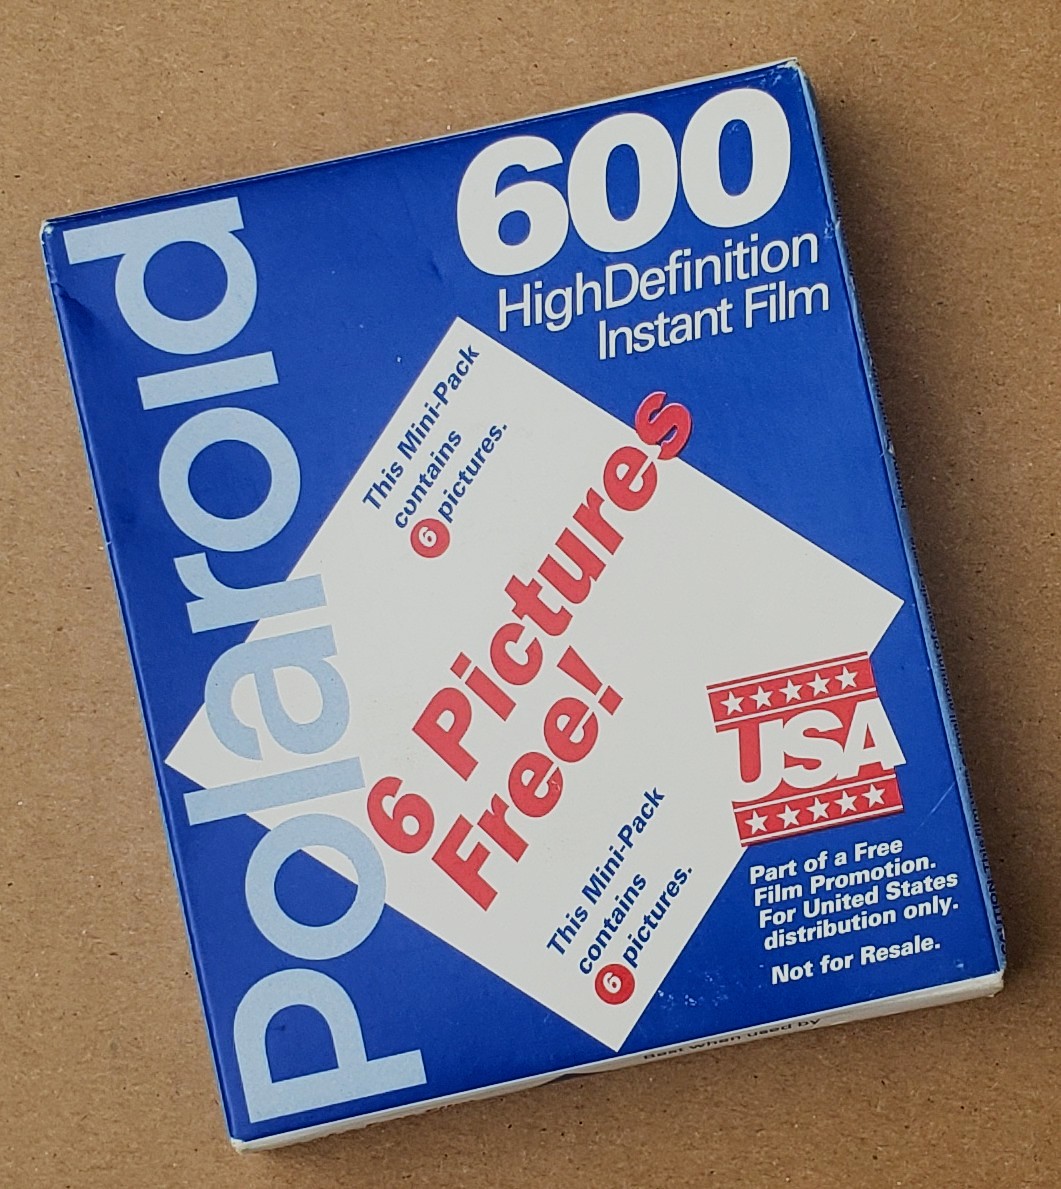 Polaroid
600
HighDefinition
Instant Film
This Mini-Pack
contains
6 pictures.
6 Pictures
Free!
This Mini-Pack
contains
6 pictures.
USA
Part of a Free
Film Promotion.
For United States
distribution only.
Not for Resale.
Best when used by